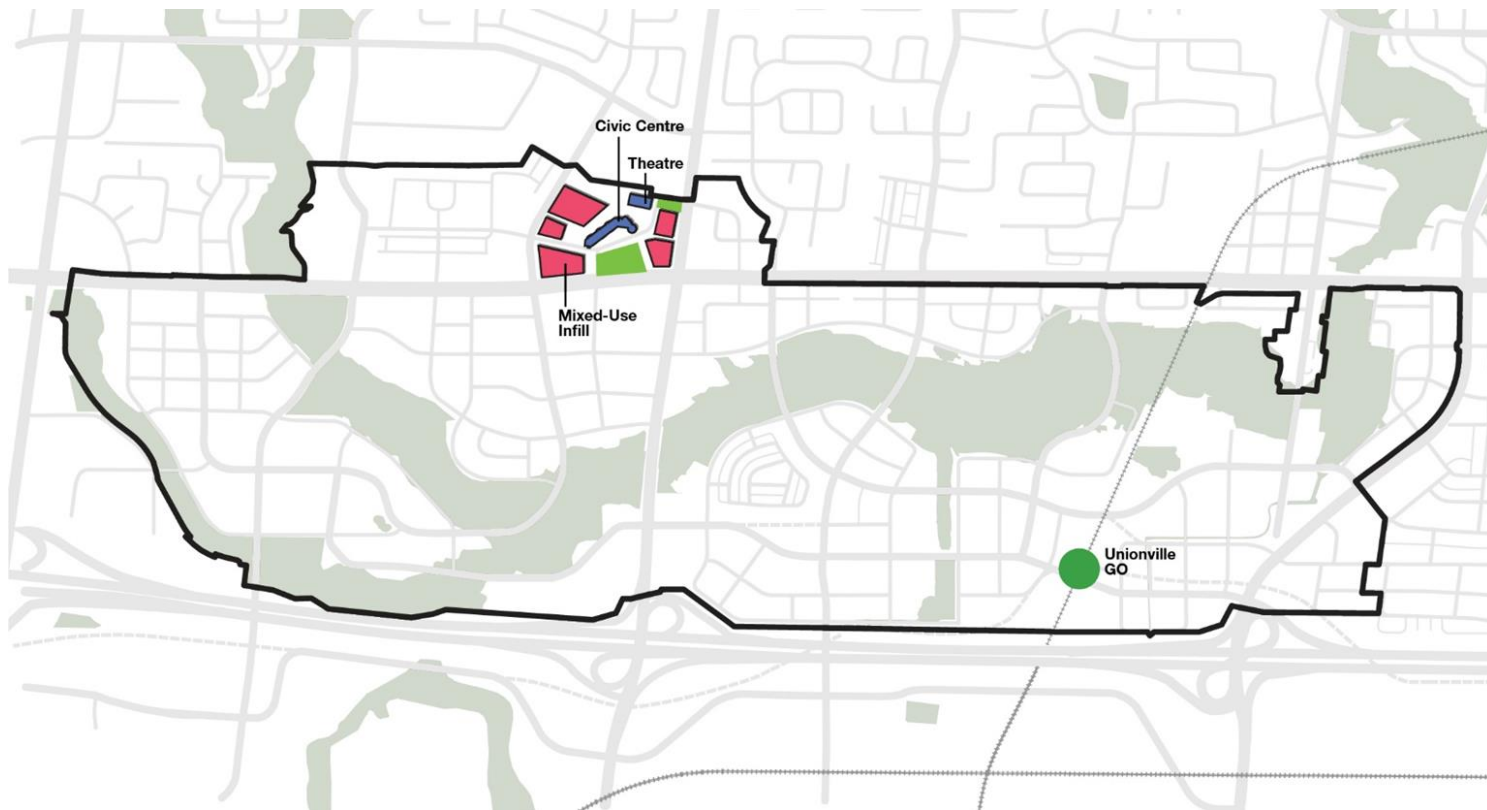 Civic Centre
Theatre
Mixed-Use
Infill
Unionville
GO